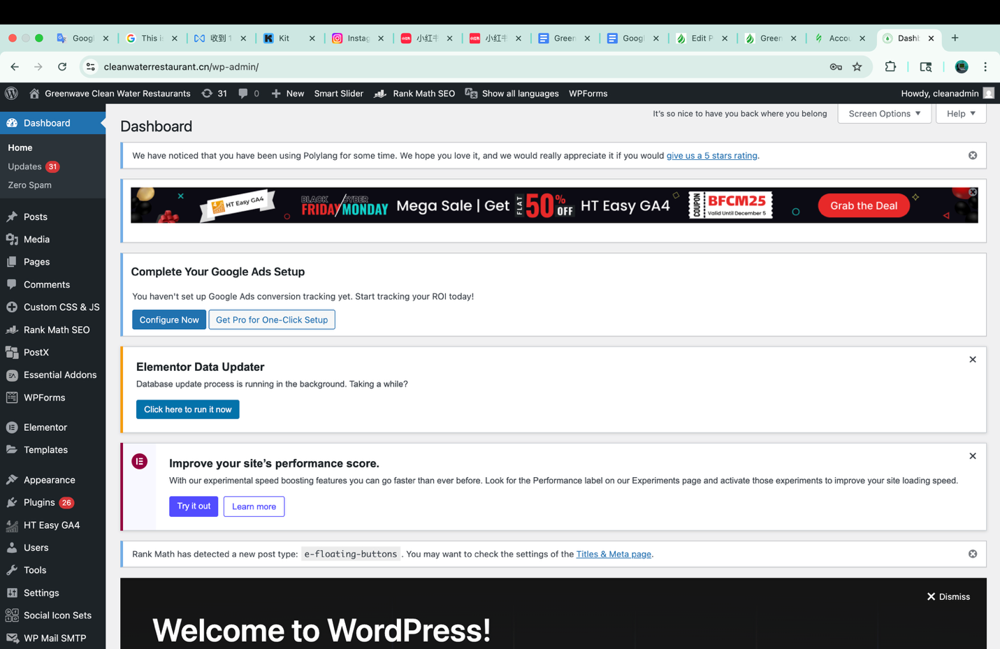 Googl
This is
收到 1
Kit
Instag
小红书
小红书
Green
Googl
Edit P
Green
Accou
Dashb
cleanwaterrestaurant.cn/wp-admin/
Greenwave Clean Water Restaurants 31 0 New Smart Slider Rank Math SEO Show all languages WPForms Howdy, cleanadmin
Dashboard
Home
Updates 31
Zero Spam
Posts
Media
Pages
Comments
Custom CSS & JS
Rank Math SEO
PostX
Essential Addons
WPForms
Elementor
Templates
Appearance
Plugins 26
HT Easy GA4
Users
Tools
Settings
Social Icon Sets
WP Mail SMTP
It's so nice to have you back where you belong
Screen Options
Help
Dashboard
We have noticed that you have been using Polylang for some time. We hope you love it, and we would really appreciate it if you would give us a 5 stars rating.
HT Easy GA4
BLACK FRIDAY/CYBER MONDAY
Mega Sale | Get FLAT 50% OFF HT Easy GA4
COUPON BFCM25
Valid Until December 5
Grab the Deal
Complete Your Google Ads Setup
You haven't set up Google Ads conversion tracking yet. Start tracking your ROI today!
Configure Now
Get Pro for One-Click Setup
Elementor Data Updater
Database update process is running in the background. Taking a while?
Click here to run it now
Improve your site's performance score.
With our experimental speed boosting features you can go faster than ever before. Look for the Performance label on our Experiments page and activate those experiments to improve your site loading speed.
Try it out
Learn more
Rank Math has detected a new post type: e-floating-buttons . You may want to check the settings of the Titles & Meta page.
Dismiss
Welcome to WordPress!